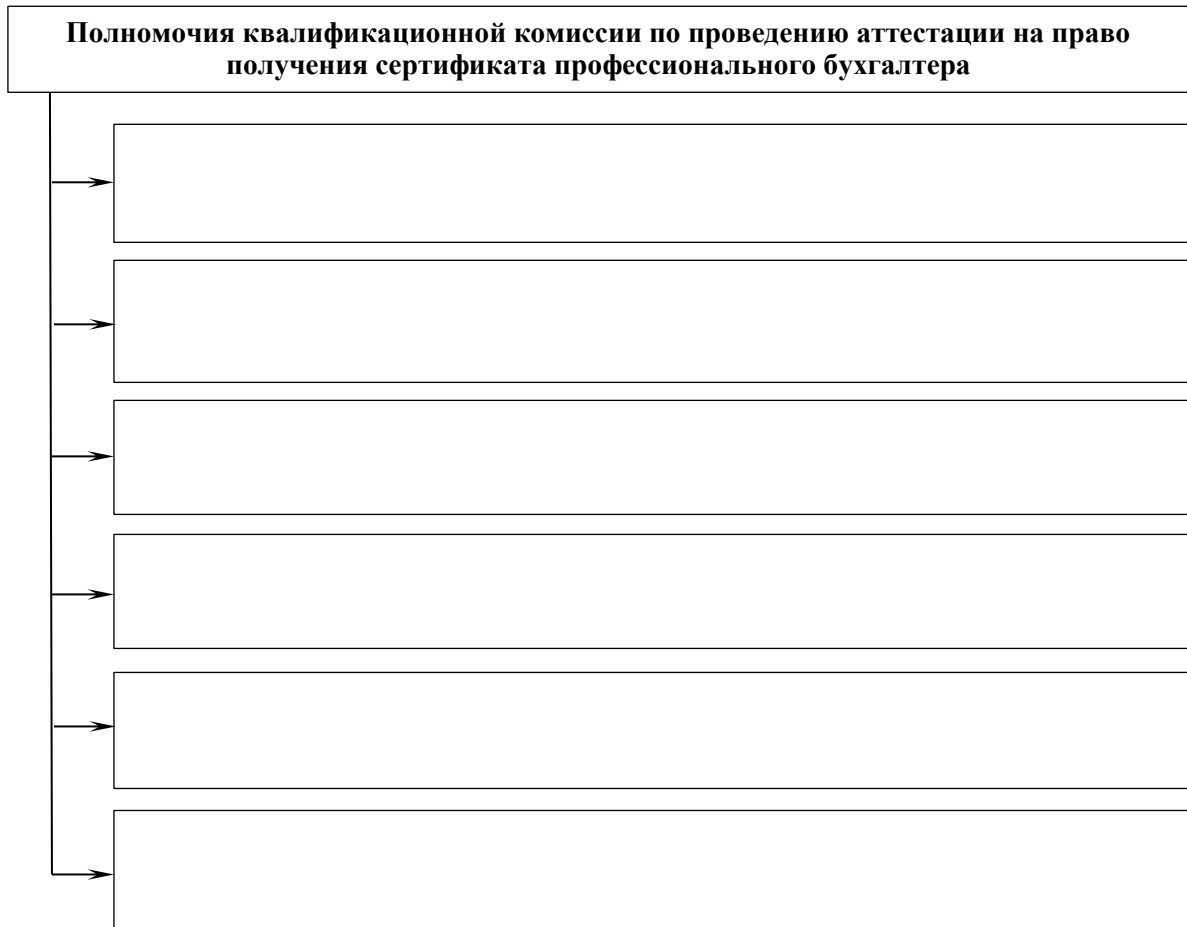 Полномочия квалификационной комиссии по проведению аттестации на право
получения сертификата профессионального бухгалтера